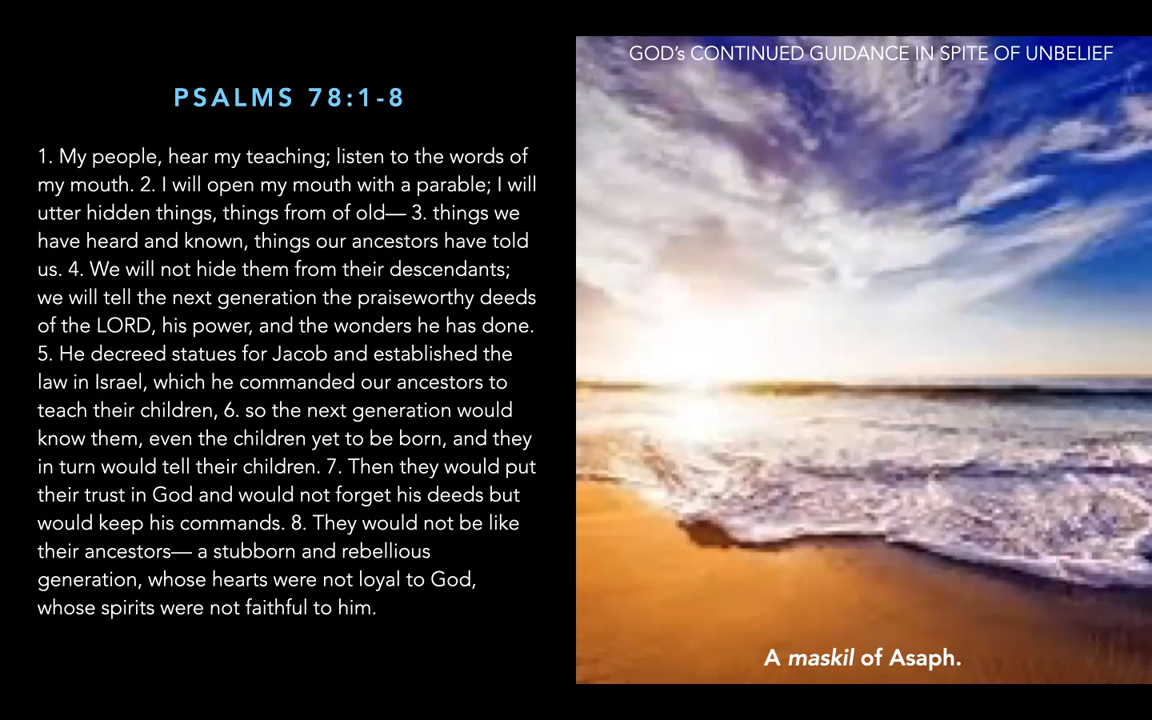 PSALMS 78:1-8
1. My people, hear my teaching; listen to the words of
my mouth. 2. I will open my mouth with a parable; I will
utter hidden things, things from of old— 3. things we
have heard and known, things our ancestors have told
us. 4. We will not hide them from their descendants;
we will tell the next generation the praiseworthy deeds
of the LORD, his power, and the wonders he has done.
5. He decreed statues for Jacob and established the
law in Israel, which he commanded our ancestors to
teach their children, 6. so the next generation would
know them, even the children yet to be born, and they
in turn would tell their children. 7. Then they would put
their trust in God and would not forget his deeds but
would keep his commands. 8. They would not be like
their ancestors— a stubborn and rebellious
generation, whose hearts were not loyal to God,
whose spirits were not faithful to him.
GOD's CONTINUED GUIDANCE IN SPITE OF UNBELIEF
A maskil of Asaph.